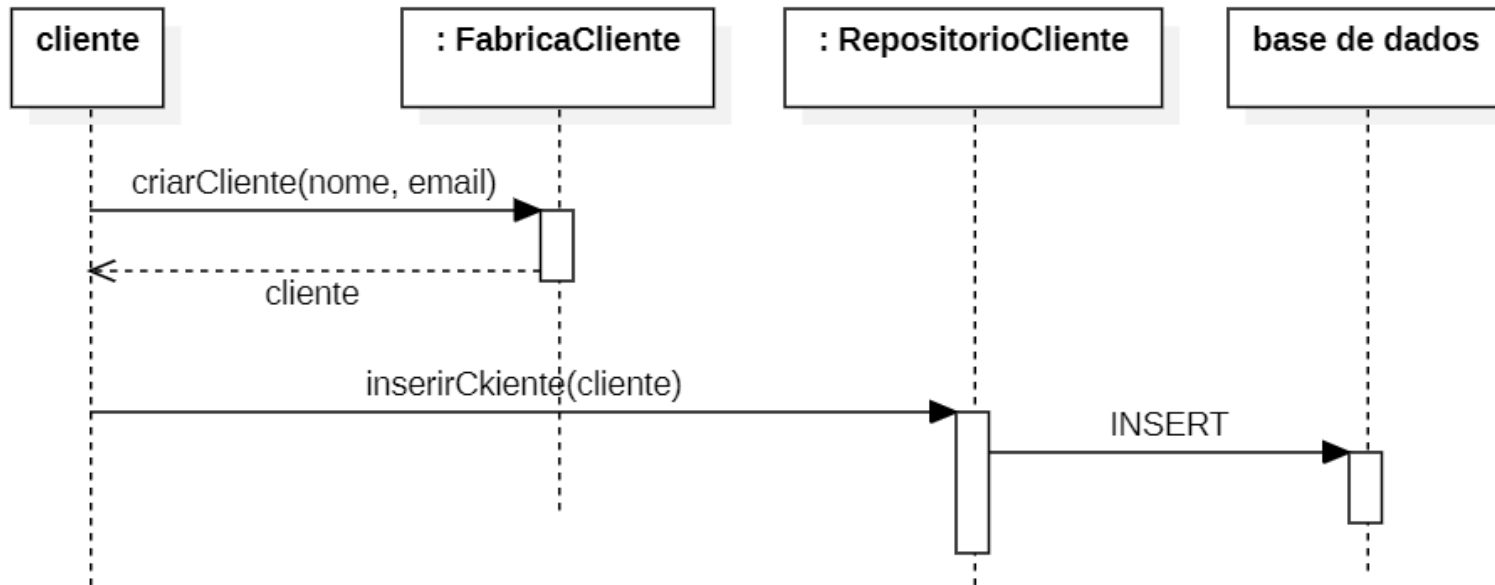 cliente
: FabricaCliente
: RepositorioCliente
base de dados
criarCliente(nome, email)
cliente
inserirCkiente(cliente)
INSERT